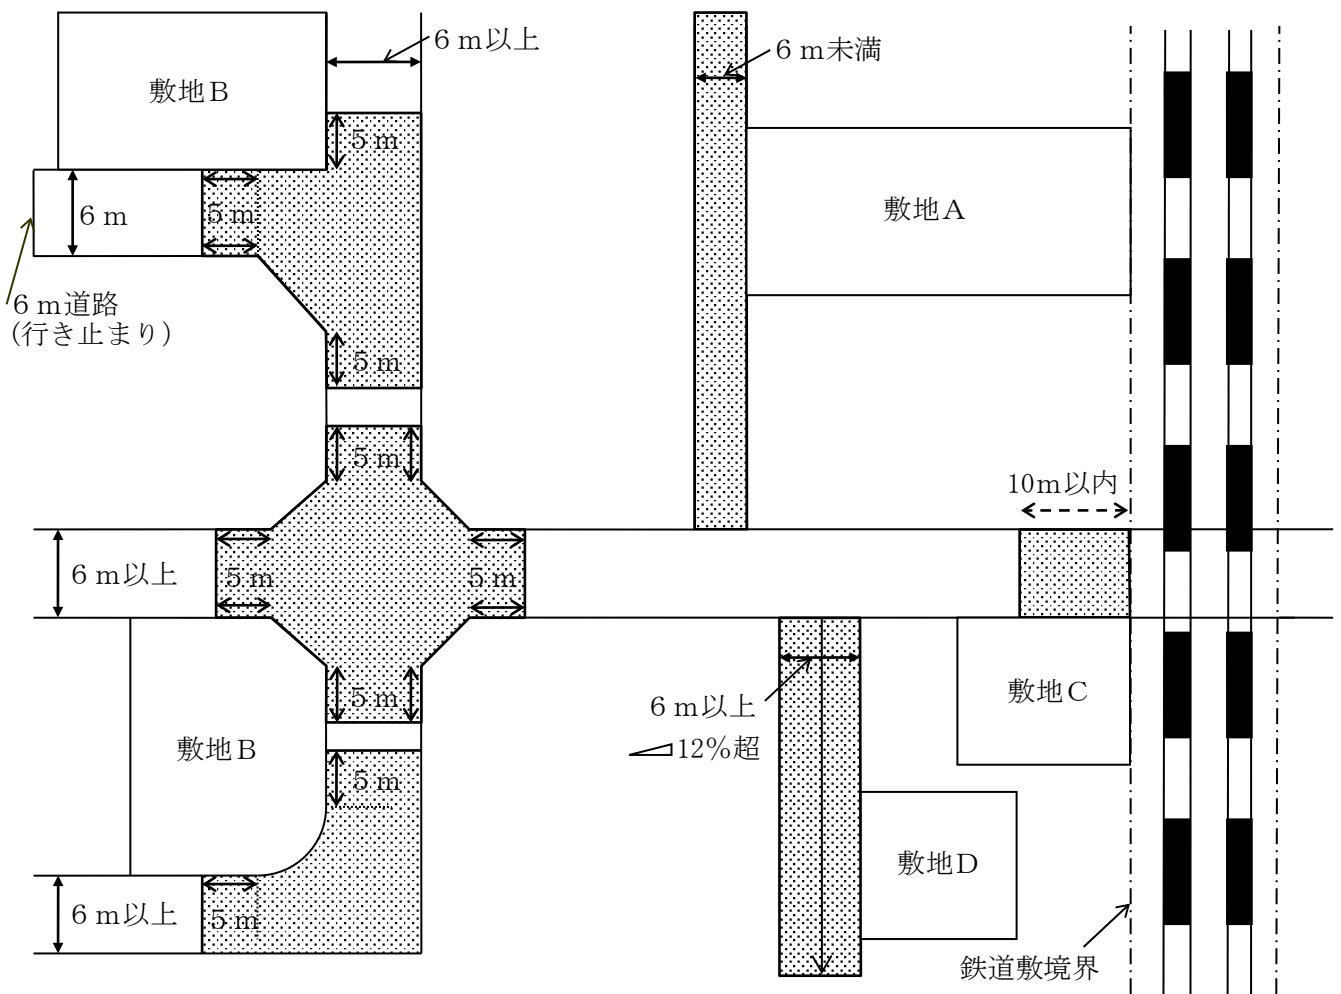 ６ｍ以上
６ｍ未満
敷地Ｂ
５ｍ
敷地Ａ
６ｍ
５ｍ
６ｍ道路
(行き止まり)
５ｍ
５ｍ
10ｍ以内
６ｍ以上
５ｍ
５ｍ
敷地Ｃ
５ｍ
６ｍ以上
12％超
敷地Ｂ
５ｍ
敷地Ｄ
６ｍ以上
５ｍ
鉄道敷境界